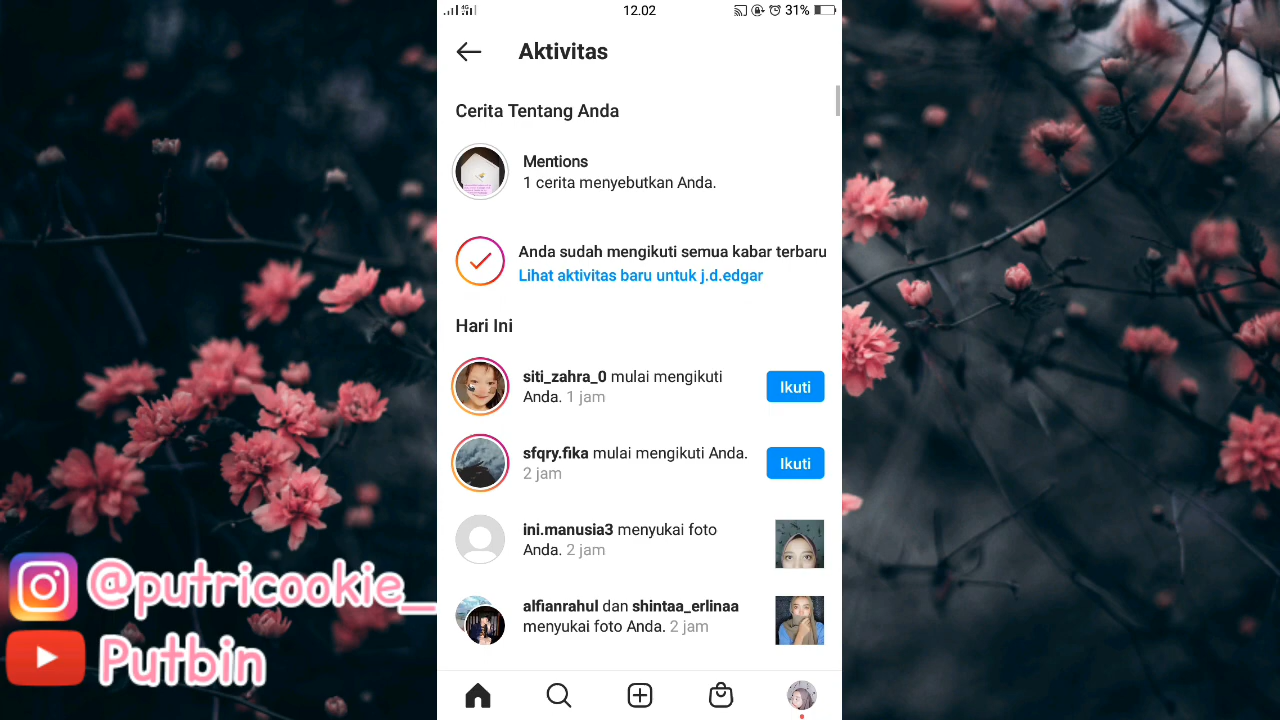 12.02
31%
Aktivitas
Cerita Tentang Anda
Mentions
1 cerita menyebutkan Anda.
Anda sudah mengikuti semua kabar terbaru
Lihat aktivitas baru untuk j.d.edgar
Hari Ini
siti_zahra_0 mulai mengikuti
Anda. 1 jam
Ikuti
sfqry.fika mulai mengikuti Anda.
2 jam
Ikuti
ini.manusia3 menyukai foto
Anda. 2 jam
alfianrahul dan shintaa_erlinaa
menyukai foto Anda. 2 jam
@putricookie_
Putbin